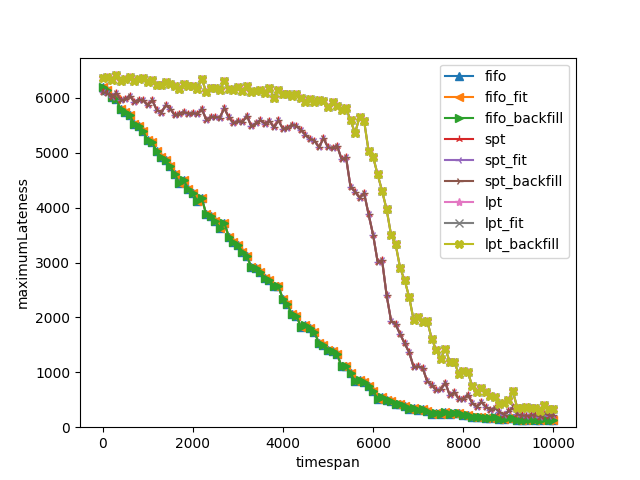 maximumLateness
6000
5000
4000
3000
2000
1000
0
fifo
fifo_fit
fifo_backfill
spt
spt_fit
spt_backfill
lpt
lpt_fit
lpt_backfill
0 2000 4000 6000 8000 10000
timespan